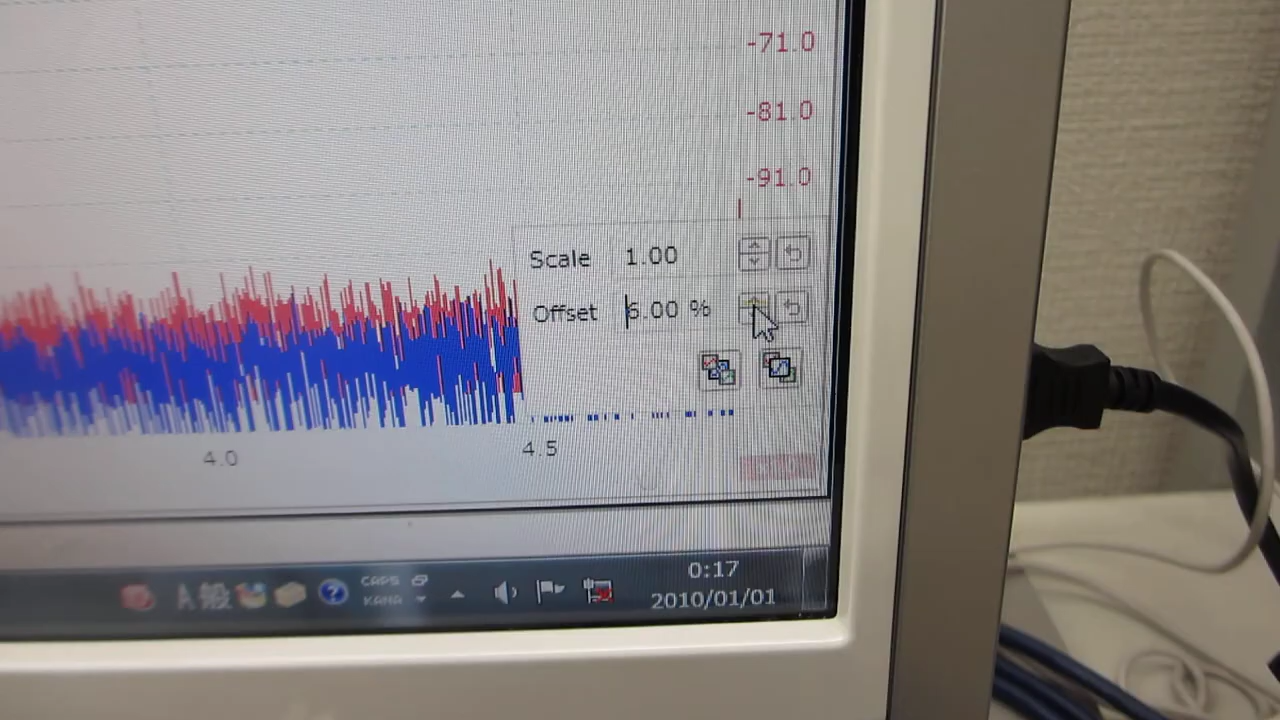 -71.0
-81.0
-91.0
Scale 1.00
Offset 6.00 %
4.0 4.5
A 般 CAPS
KANA
0:17
2010/01/01